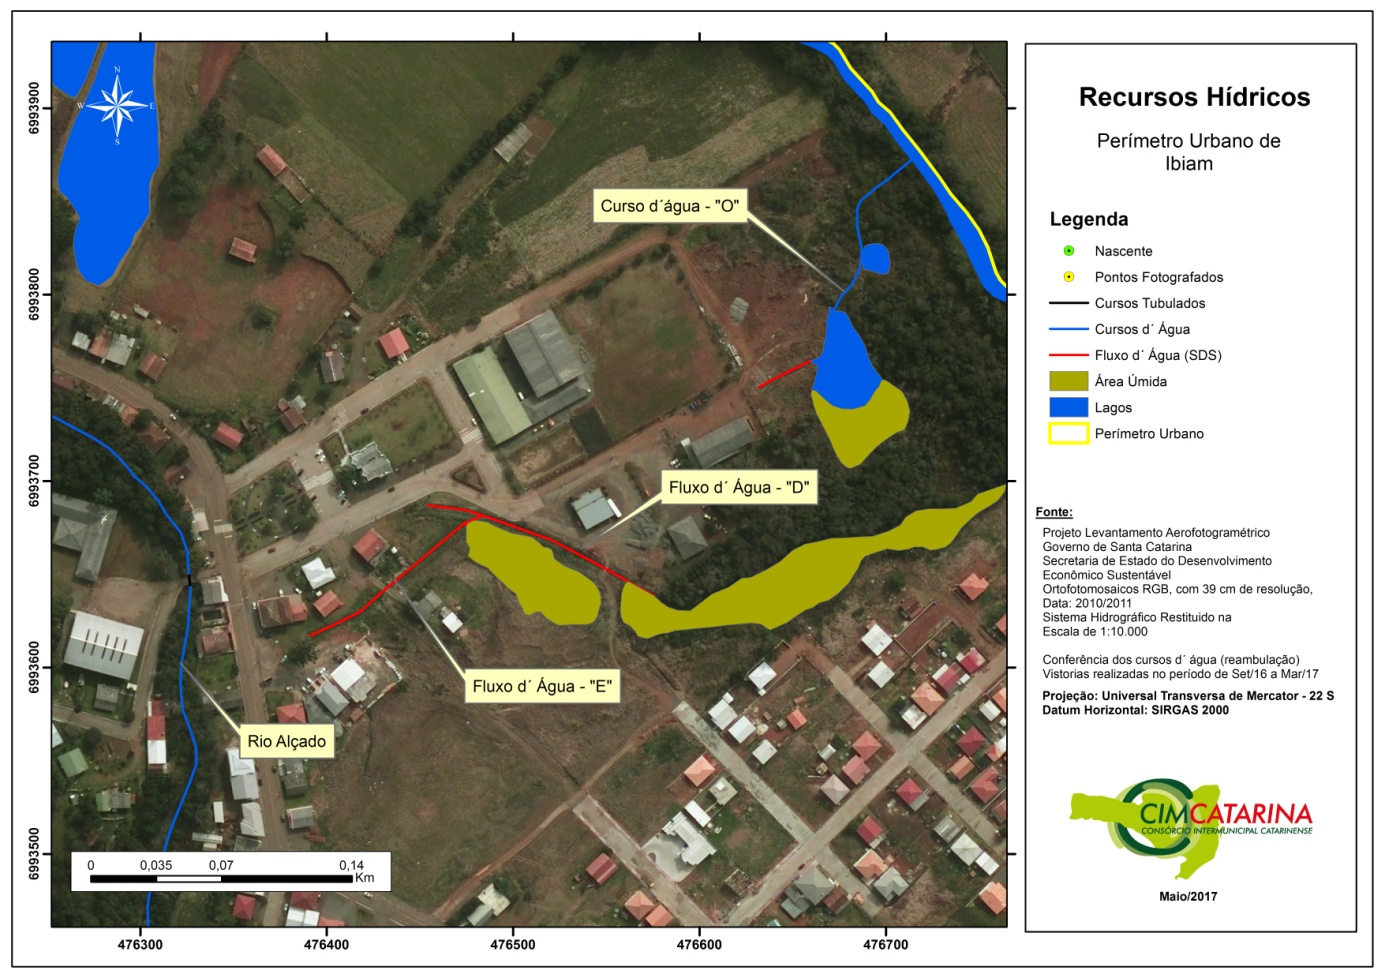 N
W E
S
6993900
6993800
6993700
6993600
6993500
476300 476400 476500 476600 476700
Curso d´água - "O"
Fluxo d´ Água - "D"
Fluxo d´ Água - "E"
Rio Alçado
0 0,035 0,07 0,14
Km
Recursos Hídricos
Perímetro Urbano de
Ibiam
Legenda
Nascente
Pontos Fotografados
Cursos Tubulados
Cursos d´ Água
Fluxo d´ Água (SDS)
Área Úmida
Lagos
Perímetro Urbano
Fonte:
Projeto Levantamento Aerofotogramétrico
Governo de Santa Catarina
Secretaria de Estado do Desenvolvimento
Econômico Sustentável
Ortofotomosaicos RGB, com 39 cm de resolução,
Data: 2010/2011
Sistema Hidrográfico Restituido na
Escala de 1:10.000
Conferência dos cursos d´ água (reambulação)
Vistorias realizadas no período de Set/16 a Mar/17
Projeção: Universal Transversa de Mercator - 22 S
Datum Horizontal: SIRGAS 2000
CIMCATARINA
CONSÓRCIO INTERMUNICIPAL CATARINENSE
Maio/2017